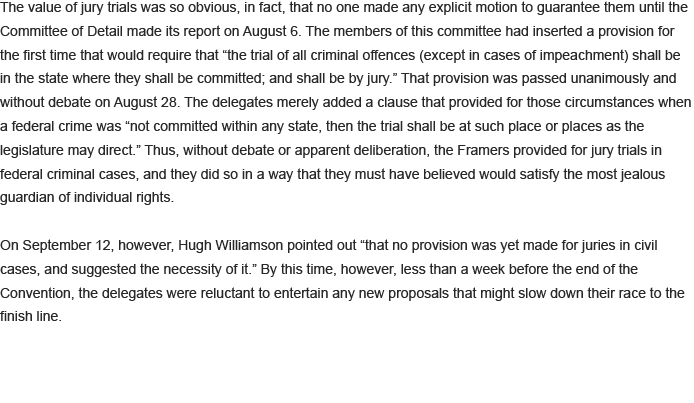 The value of jury trials was so obvious, in fact, that no one made any explicit motion to guarantee them until the
Committee of Detail made its report on August 6. The members of this committee had inserted a provision for
the first time that would require that “the trial of all criminal offences (except in cases of impeachment) shall be
in the state where they shall be committed; and shall be by jury.” That provision was passed unanimously and
without debate on August 28. The delegates merely added a clause that provided for those circumstances when
a federal crime was “not committed within any state, then the trial shall be at such place or places as the
legislature may direct.” Thus, without debate or apparent deliberation, the Framers provided for jury trials in
federal criminal cases, and they did so in a way that they must have believed would satisfy the most jealous
guardian of individual rights.
On September 12, however, Hugh Williamson pointed out “that no provision was yet made for juries in civil
cases, and suggested the necessity of it.” By this time, however, less than a week before the end of the
Convention, the delegates were reluctant to entertain any new proposals that might slow down their race to the
finish line.